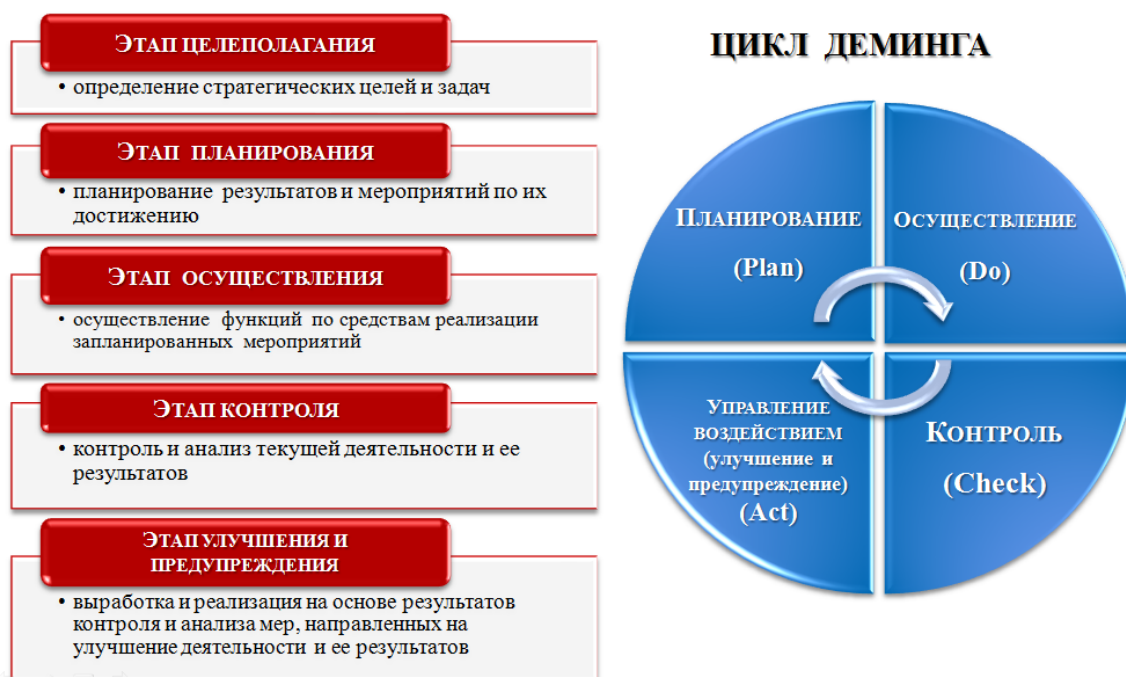 ЭТАП ЦЕЛЕПОЛАГАНИЯ
• определение стратегических целей и задач
ЭТАП ПЛАНИРОВАНИЯ
• планирование результатов и мероприятий по их
достижению
ЭТАП ОСУЩЕСТВЛЕНИЯ
• осуществление функций по средствам реализации
запланированных мероприятий
ЭТАП КОНТРОЛЯ
• контроль и анализ текущей деятельности и ее
результатов
ЭТАП УЛУЧШЕНИЯ И
ПРЕДУПРЕЖДЕНИЯ
• выработка и реализация на основе результатов
контроля и анализа мер, направленных на
улучшение деятельности и ее результатов
ЦИКЛ ДЕМИНГА
ПЛАНИРОВАНИЕ
(Plan)
ОСУЩЕСТВЛЕНИЕ
(Do)
УПРАВЛЕНИЕ
ВОЗДЕЙСТВИЕМ
(улучшение и
предупреждение)
(Act)
КОНТРОЛЬ
(Check)